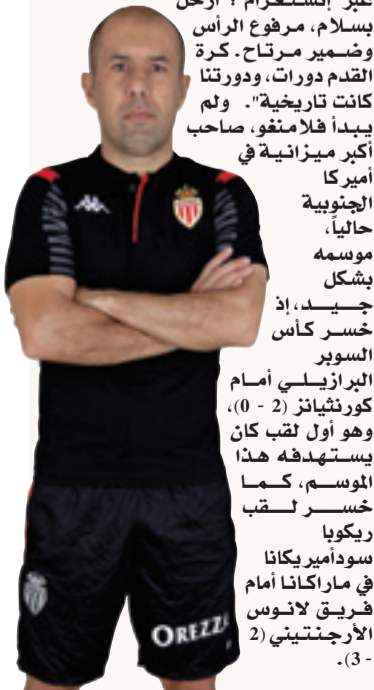 عبر "إنستغرام": "أرحل
بسلام، مرفوع الرأس
وضمير مرتاح. كرة
القدم دورات، ودورتنا
كانت تاريخية". ولم
يبدأ فلامنغو، صاحب
أكبر ميزانية في
أميركا
الجنوبية
حالياً،
موسمه
بشكل
جيد، إذ
خسر كأس
السوبر
البرازيلي أمام
كورنثيانز (2 - 0)،
وهو أول لقب كان
يستهدفه هذا
الموسم، كما
خسر لقب
ريكوبا
سودأميريكانا
في ماراكانا أمام
فريق لانوس
الأرجنتيني (2
- 3).
Kappa
OREZZA